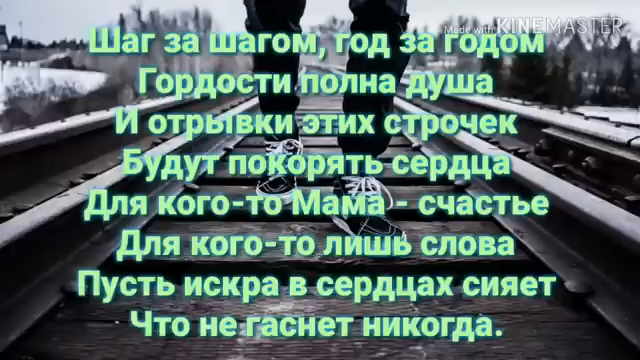 Made with KINEMASTER
Шаг за шагом, год за годом
Гордости полна душа
И отрывки этих строчек
Будут покорять сердца
Для кого-то Мама - счастье
Для кого-то лишь слова
Пусть искра в сердцах сияет
Что не гаснет никогда.